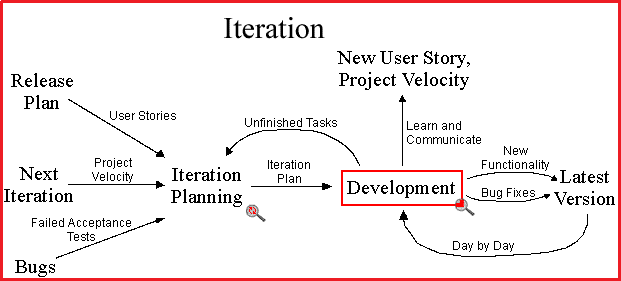 Iteration
New User Story,
Project Velocity
Release
Plan
User Stories
Unfinished Tasks
Learn and
Communicate
New
Functionality
Next
Iteration
Project
Velocity
Iteration
Planning
Iteration
Plan
Development
Bug Fixes
Latest
Version
Failed Acceptance
Tests
Day by Day
Bugs